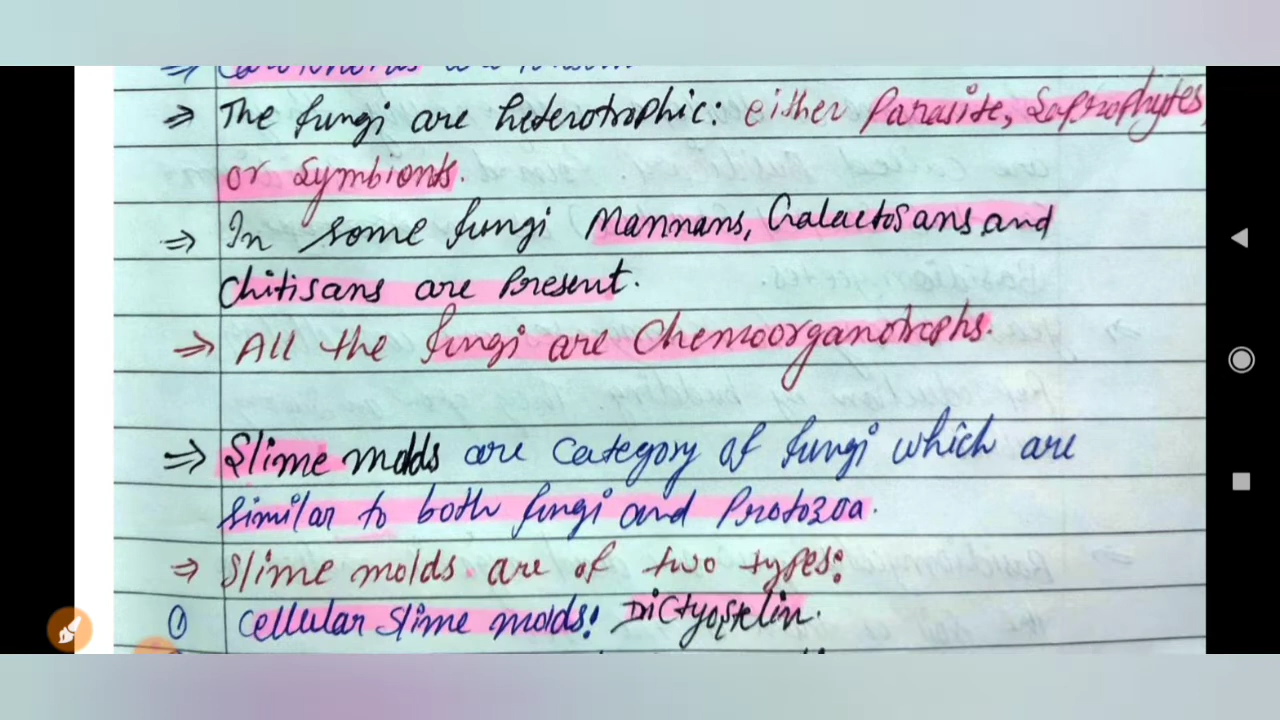 ⇒ The fungi are heterotrophic: either Parasite, Saprophytes,
or Symbionts.
⇒ In some fungi Mannans, Galactosans and
Chitisans are Present.
⇒ All the fungi are Chemoorganotrophs.
⇒ Slime molds are category of fungi which are
similar to both fungi and Protozoa.
⇒ Slime molds are of two types:
① Cellular Slime molds: Dictyostelin.